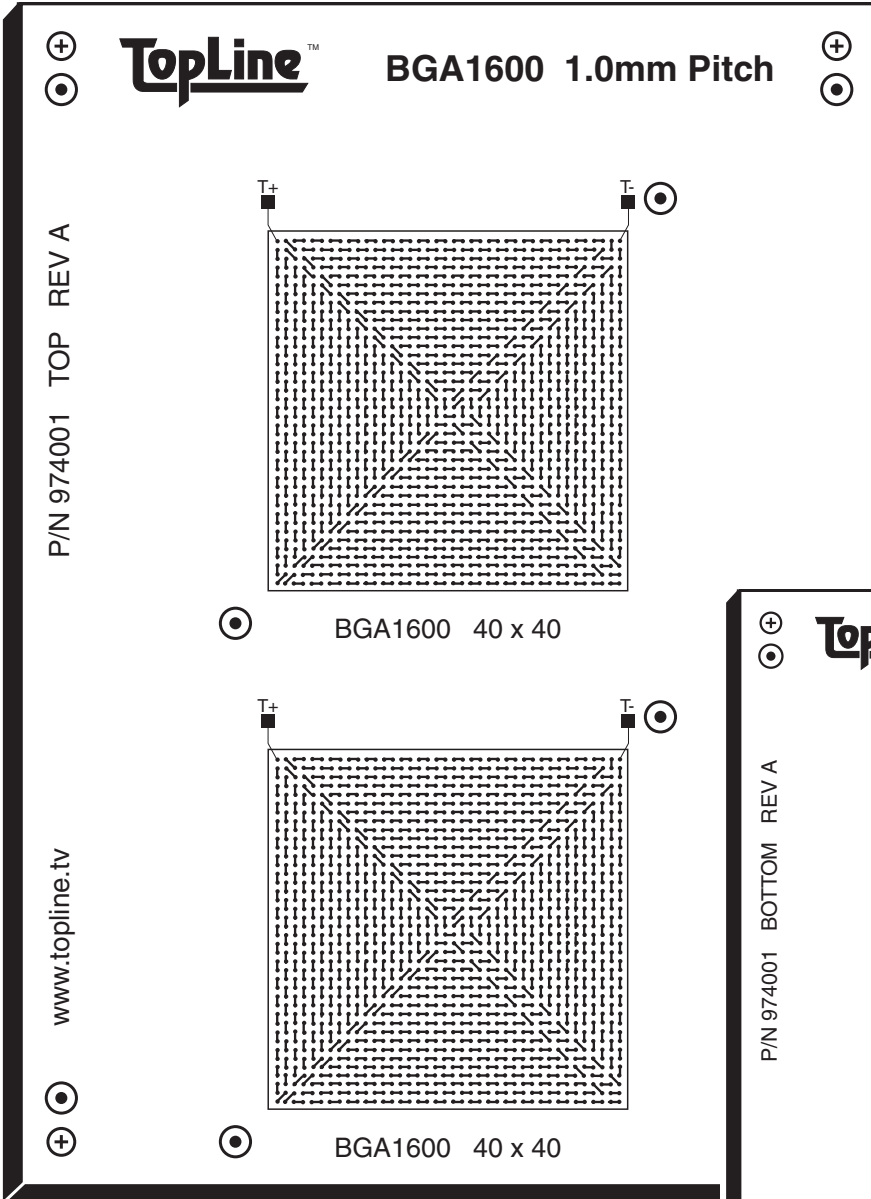 TopLine™
BGA1600 1.0mm Pitch
T+ T-
P/N 974001 TOP REV A
BGA1600 40 x 40
T+ T-
www.topline.tv
BGA1600 40 x 40
Top
P/N 974001 BOTTOM REV A